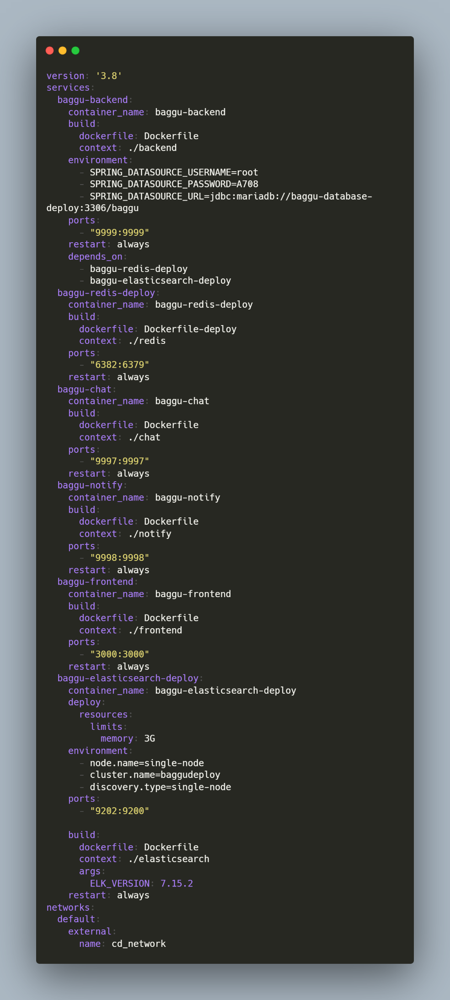 version: '3.8'
services:
  baggu-backend:
    container_name: baggu-backend
    build:
      dockerfile: Dockerfile
      context: ./backend
    environment:
      - SPRING_DATASOURCE_USERNAME=root
      - SPRING_DATASOURCE_PASSWORD=A708
      - SPRING_DATASOURCE_URL=jdbc:mariadb://baggu-database-
deploy:3306/baggu
    ports:
      - "9999:9999"
    restart: always
    depends_on:
      - baggu-redis-deploy
      - baggu-elasticsearch-deploy
  baggu-redis-deploy:
    container_name: baggu-redis-deploy
    build:
      dockerfile: Dockerfile-deploy
      context: ./redis
    ports:
      - "6382:6379"
    restart: always
  baggu-chat:
    container_name: baggu-chat
    build:
      dockerfile: Dockerfile
      context: ./chat
    ports:
      - "9997:9997"
    restart: always
  baggu-notify:
    container_name: baggu-notify
    build:
      dockerfile: Dockerfile
      context: ./notify
    ports:
      - "9998:9998"
    restart: always
  baggu-frontend:
    container_name: baggu-frontend
    build:
      dockerfile: Dockerfile
      context: ./frontend
    ports:
      - "3000:3000"
    restart: always
  baggu-elasticsearch-deploy:
    container_name: baggu-elasticsearch-deploy
    deploy:
      resources:
        limits:
          memory: 3G
    environment:
      - node.name=single-node
      - cluster.name=baggudeploy
      - discovery.type=single-node
    ports:
      - "9202:9200"

    build:
      dockerfile: Dockerfile
      context: ./elasticsearch
      args:
        ELK_VERSION: 7.15.2
    restart: always
networks:
  default:
    external:
      name: cd_network